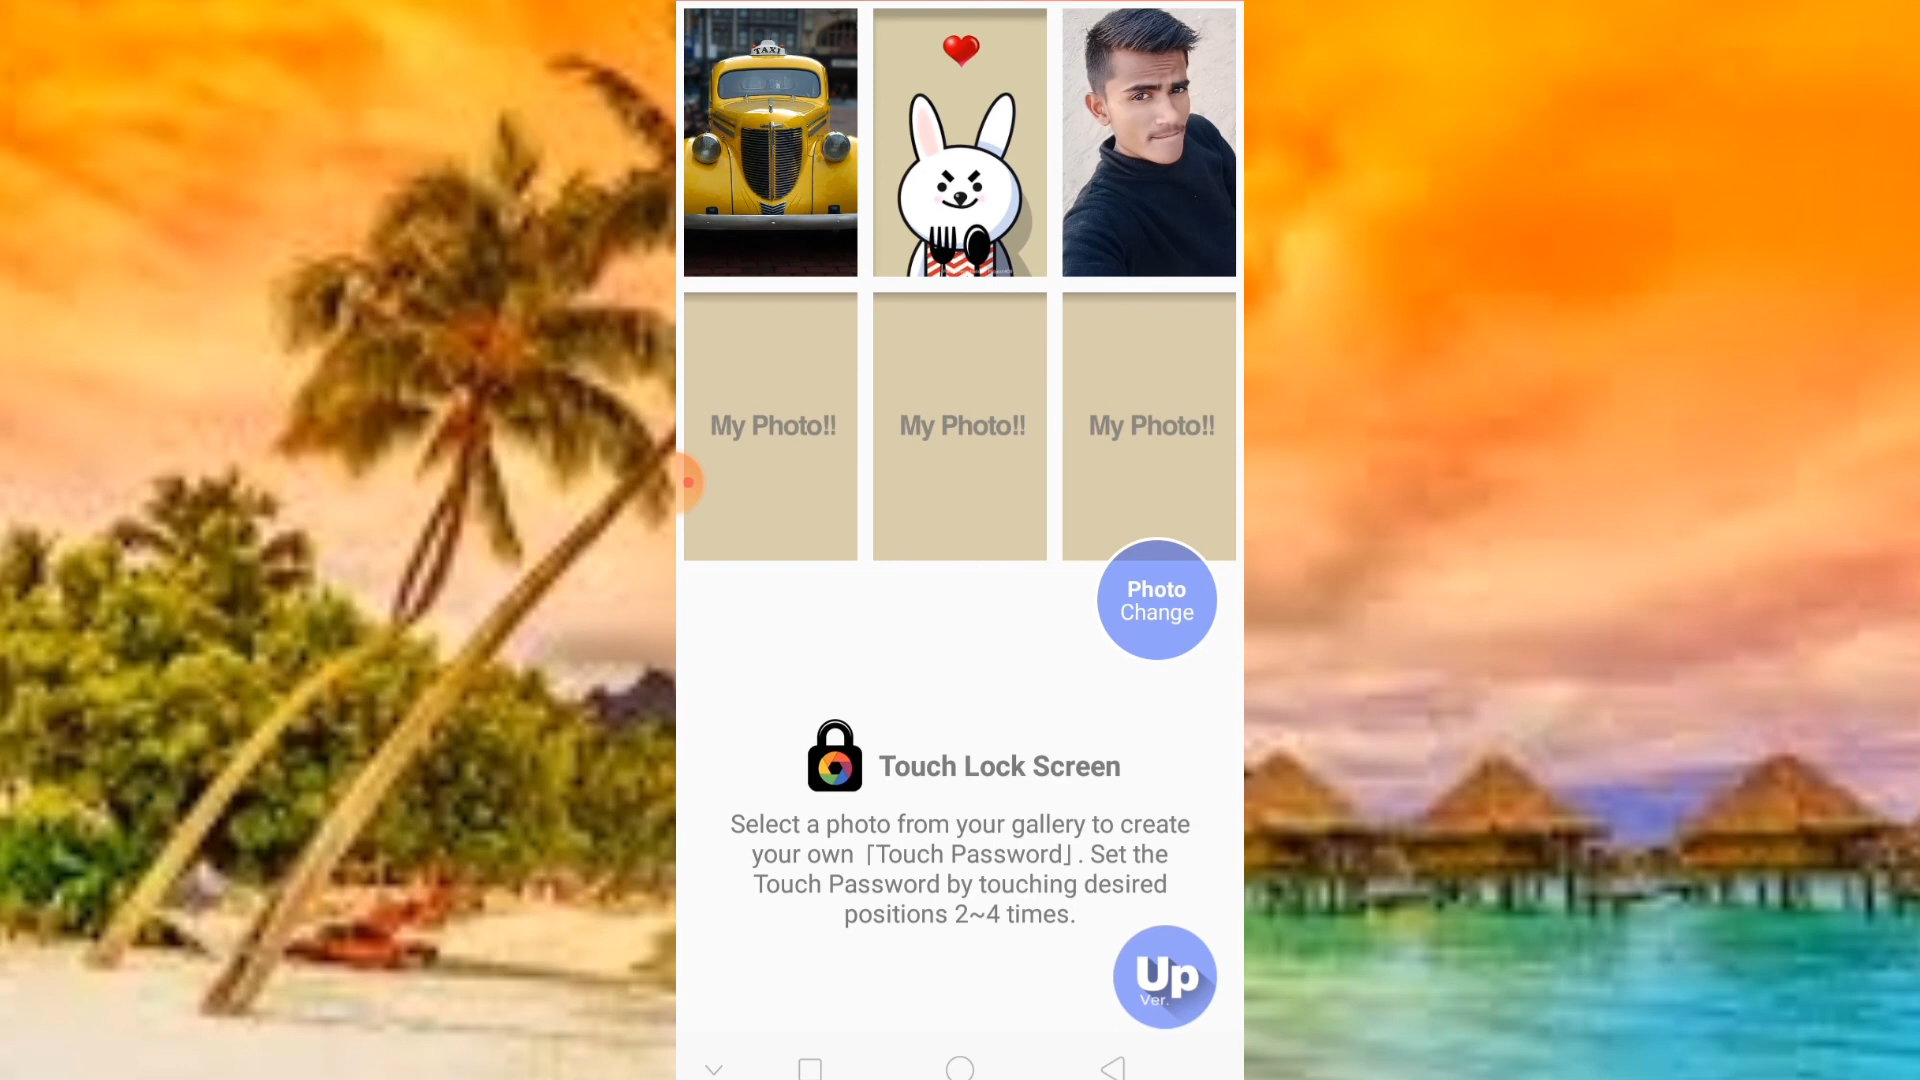 TAXI
My Photo!!
My Photo!!
My Photo!!
Photo
Change
Touch Lock Screen
Select a photo from your gallery to create
your own「Touch Password」. Set the
Touch Password by touching desired
positions 2~4 times.
Up
Ver.